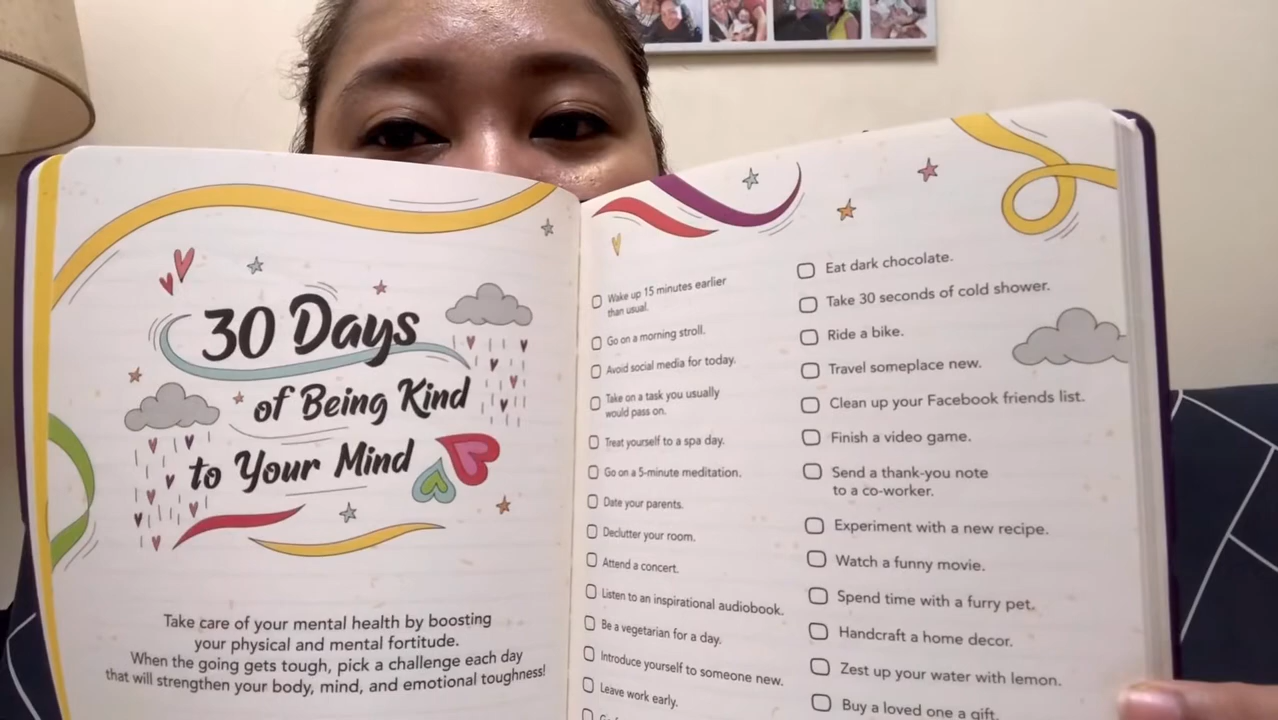 30 Days
of Being Kind
to Your Mind
Take care of your mental health by boosting
your physical and mental fortitude.
When the going gets tough, pick a challenge each day
that will strengthen your body, mind, and emotional toughness!
Wake up 15 minutes earlier
than usual.
Go on a morning stroll.
Avoid social media for today.
Take on a task you usually
would pass on.
Treat yourself to a spa day.
Go on a 5-minute meditation.
Date your parents.
Declutter your room.
Attend a concert.
Listen to an inspirational audiobook.
Be a vegetarian for a day.
Introduce yourself to someone new.
Leave work early.
Eat dark chocolate.
Take 30 seconds of cold shower.
Ride a bike.
Travel someplace new.
Clean up your Facebook friends list.
Finish a video game.
Send a thank-you note
to a co-worker.
Experiment with a new recipe.
Watch a funny movie.
Spend time with a furry pet.
Handcraft a home decor.
Zest up your water with lemon.
Buy a loved one a gift.